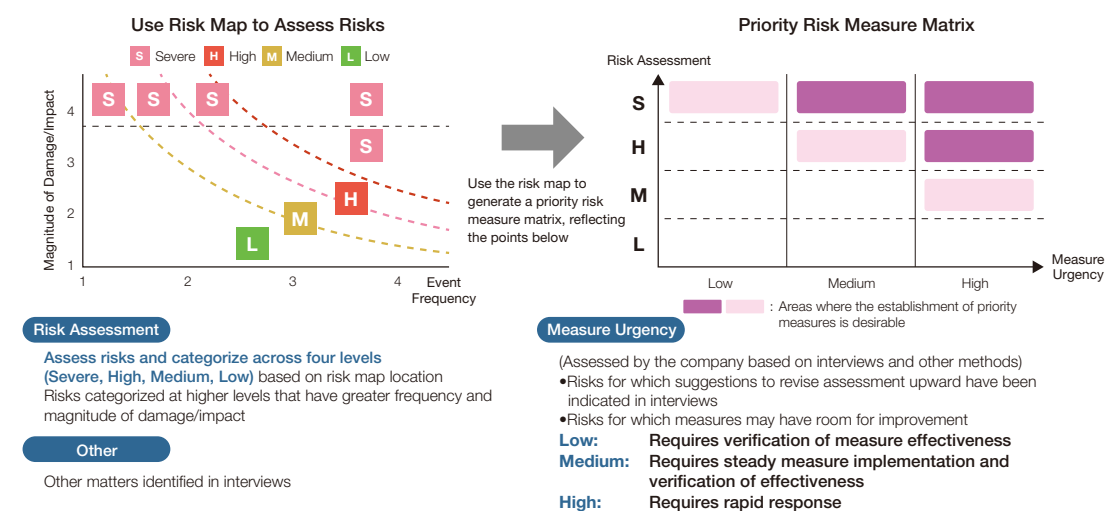 Use Risk Map to Assess Risks
S Severe H High M Medium L Low
Magnitude of Damage/Impact
4
3
2
1
S
S
S
S
S
H
M
L
1
2
3
4
Event
Frequency
Use the risk map to
generate a priority risk
measure matrix, reflecting
the points below
Priority Risk Measure Matrix
Risk Assessment
S
H
M
L
Low
Medium
High
Measure
Urgency
: Areas where the establishment of priority
measures is desirable
Risk Assessment
Assess risks and categorize across four levels
(Severe, High, Medium, Low) based on risk map location
Risks categorized at higher levels that have greater frequency and
magnitude of damage/impact
Other
Other matters identified in interviews
Measure Urgency
(Assessed by the company based on interviews and other methods)
•Risks for which suggestions to revise assessment upward have been
indicated in interviews
•Risks for which measures may have room for improvement
Low: Requires verification of measure effectiveness
Medium: Requires steady measure implementation and
verification of effectiveness
High: Requires rapid response